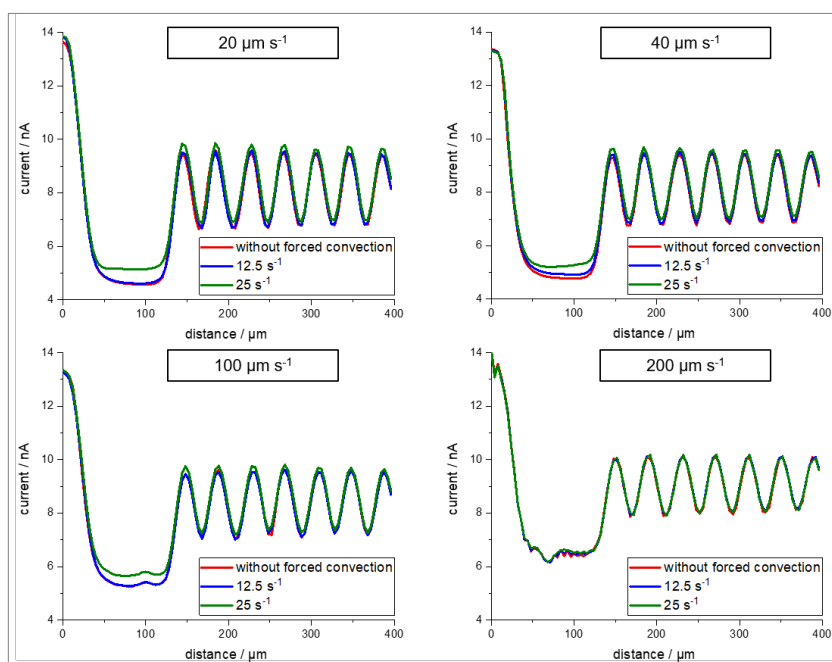 20 µm s⁻¹
14
12
10
8
6
4
current / nA
0
100
200
300
400
distance / µm
without forced convection
12.5 s⁻¹
25 s⁻¹
40 µm s⁻¹
14
12
10
8
6
4
current / nA
0
100
200
300
400
distance / µm
without forced convection
12.5 s⁻¹
25 s⁻¹
100 µm s⁻¹
14
12
10
8
6
4
current / nA
0
100
200
300
400
distance / µm
without forced convection
12.5 s⁻¹
25 s⁻¹
200 µm s⁻¹
14
12
10
8
6
4
current / nA
0
100
200
300
400
distance / µm
without forced convection
12.5 s⁻¹
25 s⁻¹